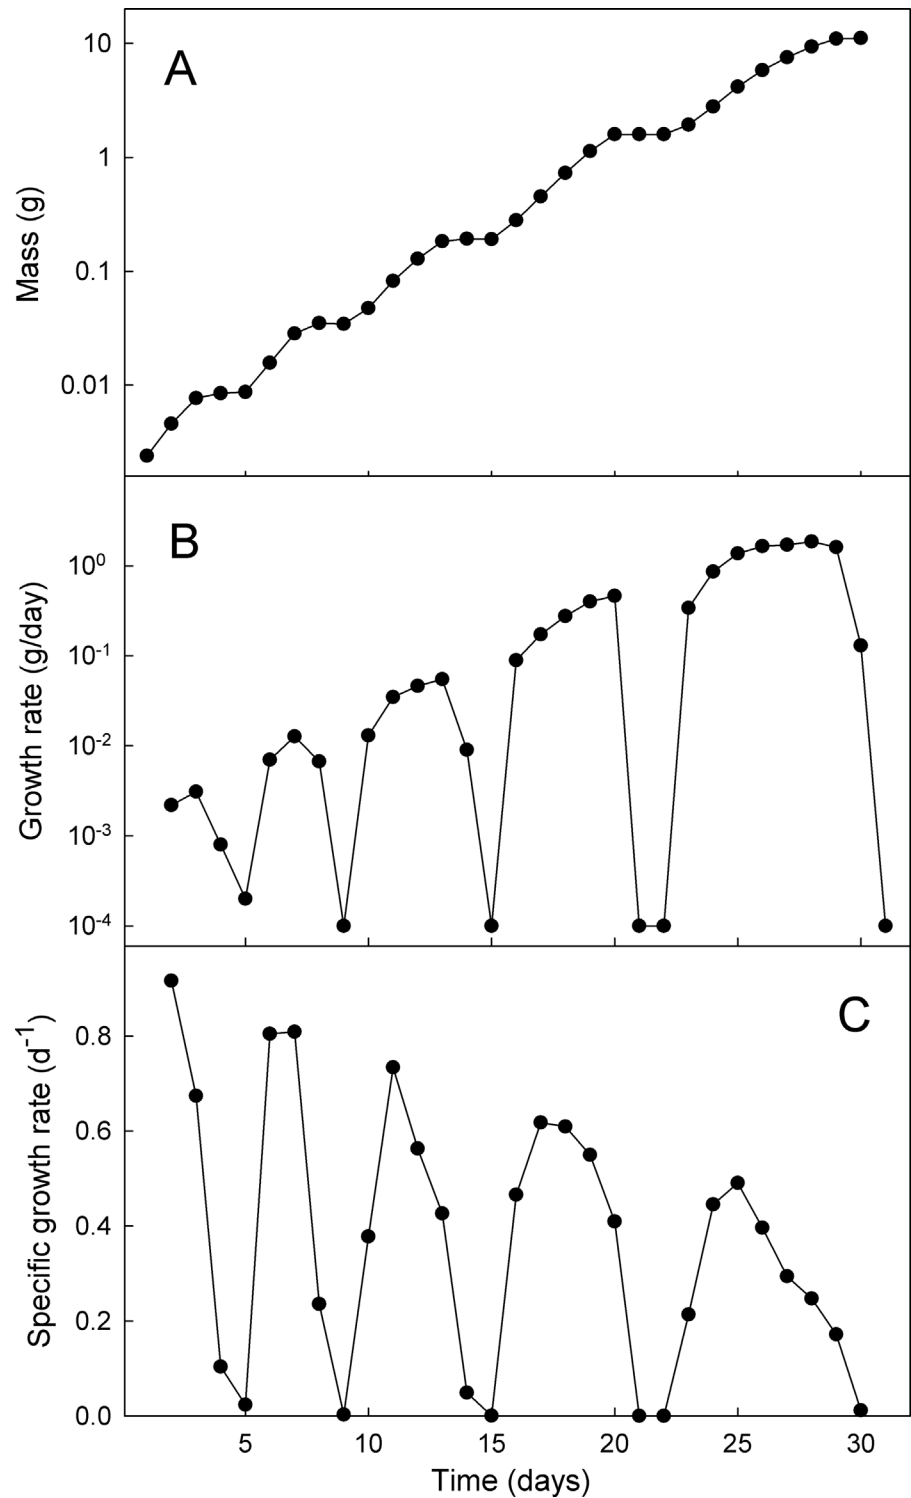 A
Mass (g)
10
1
0.1
0.01
B
Growth rate (g/day)
10⁰
10⁻¹
10⁻²
10⁻³
10⁻⁴
C
Specific growth rate (d⁻¹)
0.8
0.6
0.4
0.2
0.0
5 10 15 20 25 30
Time (days)